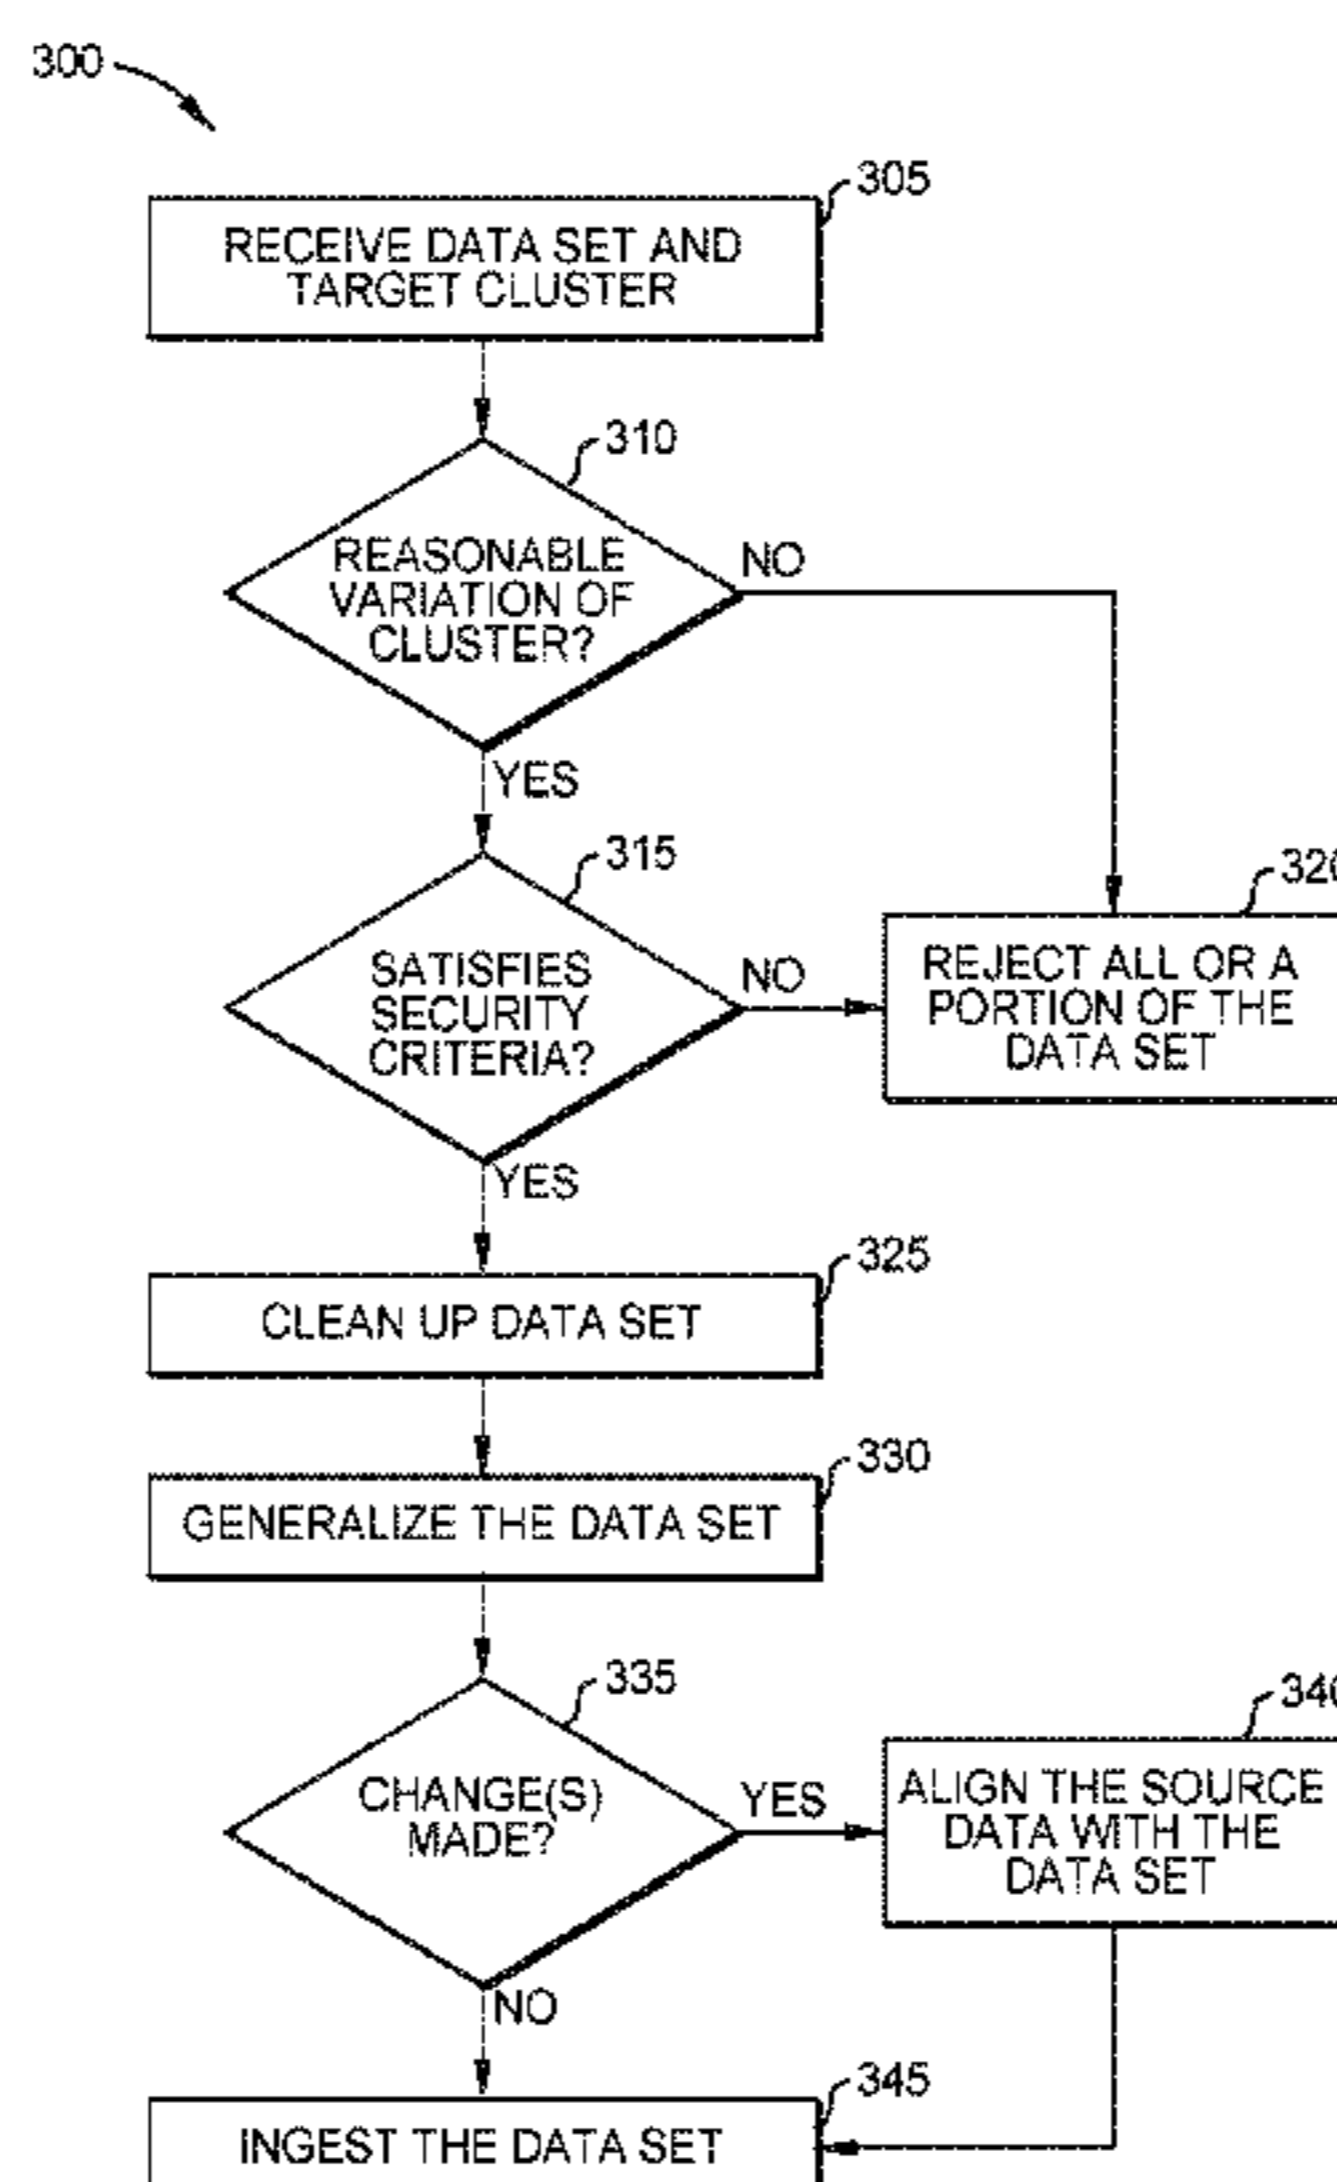 300
305
RECEIVE DATA SET AND
TARGET CLUSTER
310
REASONABLE
VARIATION OF
CLUSTER?
NO
YES
315
SATISFIES
SECURITY
CRITERIA?
NO
320
REJECT ALL OR A
PORTION OF THE
DATA SET
YES
325
CLEAN UP DATA SET
330
GENERALIZE THE DATA SET
335
CHANGE(S)
MADE?
YES
340
ALIGN THE SOURCE
DATA WITH THE
DATA SET
NO
345
INGEST THE DATA SET